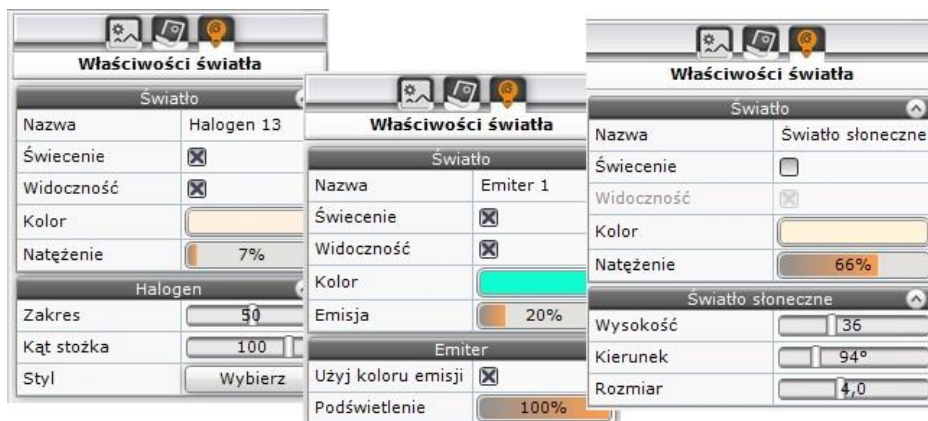 Właściwości światła
Światło
Nazwa Halogen 13
Świecenie
Widoczność
Kolor
Natężenie 7%
Halogen
Zakres 50
Kąt stożka 100
Styl Wybierz
Właściwości światła
Światło
Nazwa Emiter 1
Świecenie
Widoczność
Kolor
Emisja 20%
Emiter
Użyj koloru emisji
Podświetlenie 100%
Właściwości światła
Światło
Nazwa Światło słoneczne
Świecenie
Widoczność
Kolor
Natężenie 66%
Światło słoneczne
Wysokość 36
Kierunek 94°
Rozmiar 4,0